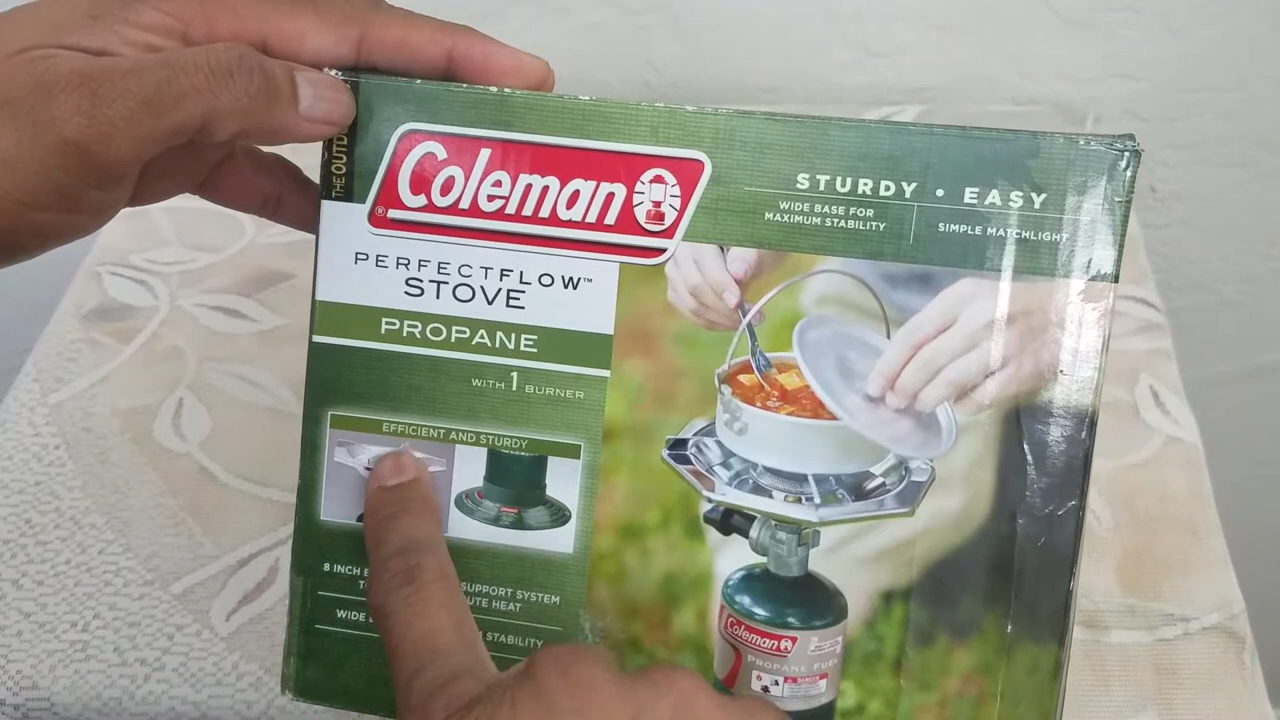 THE OUTD
Coleman
®
STURDY • EASY
WIDE BASE FOR
MAXIMUM STABILITY
SIMPLE MATCHLIGHT
PERFECTFLOW™
STOVE
PROPANE
WITH 1 BURNER
EFFICIENT AND STURDY
Coleman
8 INCH
SUPPORT SYSTEM
HEAT
WIDE
STABILITY
Coleman
PROPANE FUEL
DANGER